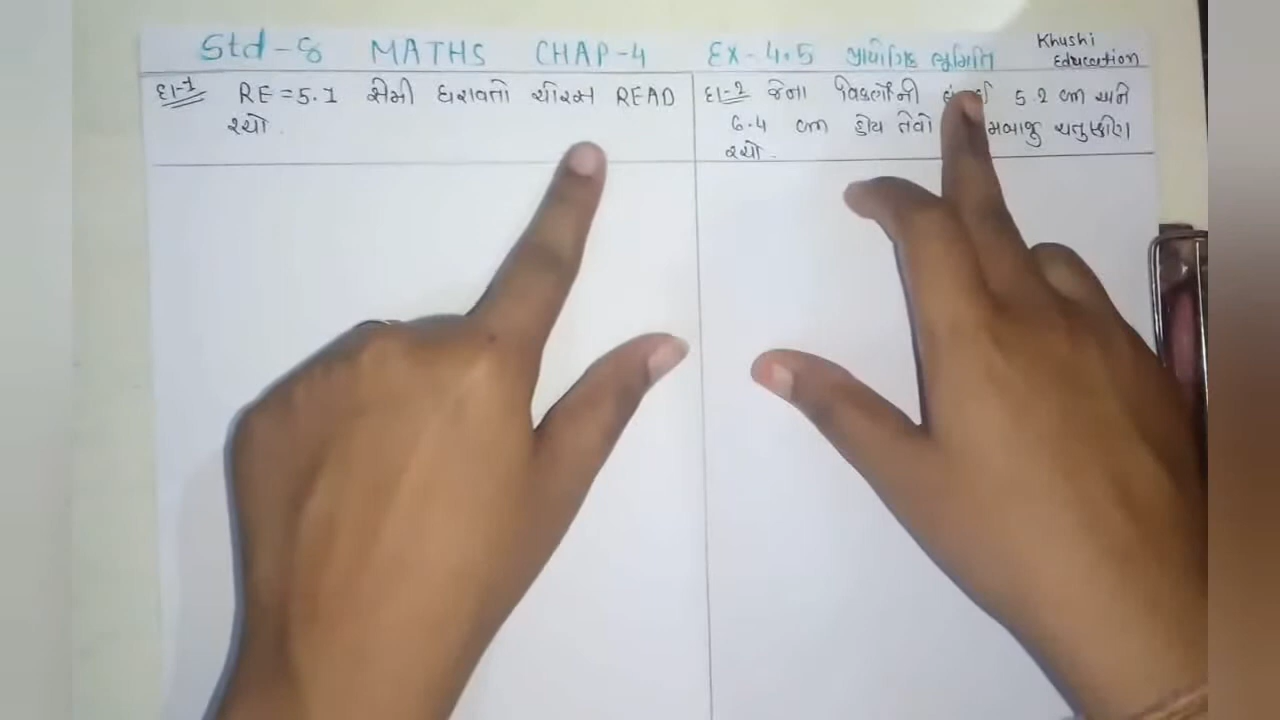 Std-8 MATHS CHAP-4 EX-4.5 પ્રાયોગિક ભૂમિતિ
Khushi
Education
દા-1 RE=5.1 સેમી ધરાવતો ચોરસ READ
રચો.
દા-2 જેના વિકર્ણોની 5.2 cm અને
6.4 cm હોય તેવો સમબાજુ ચતુષ્કોણ
રચો.